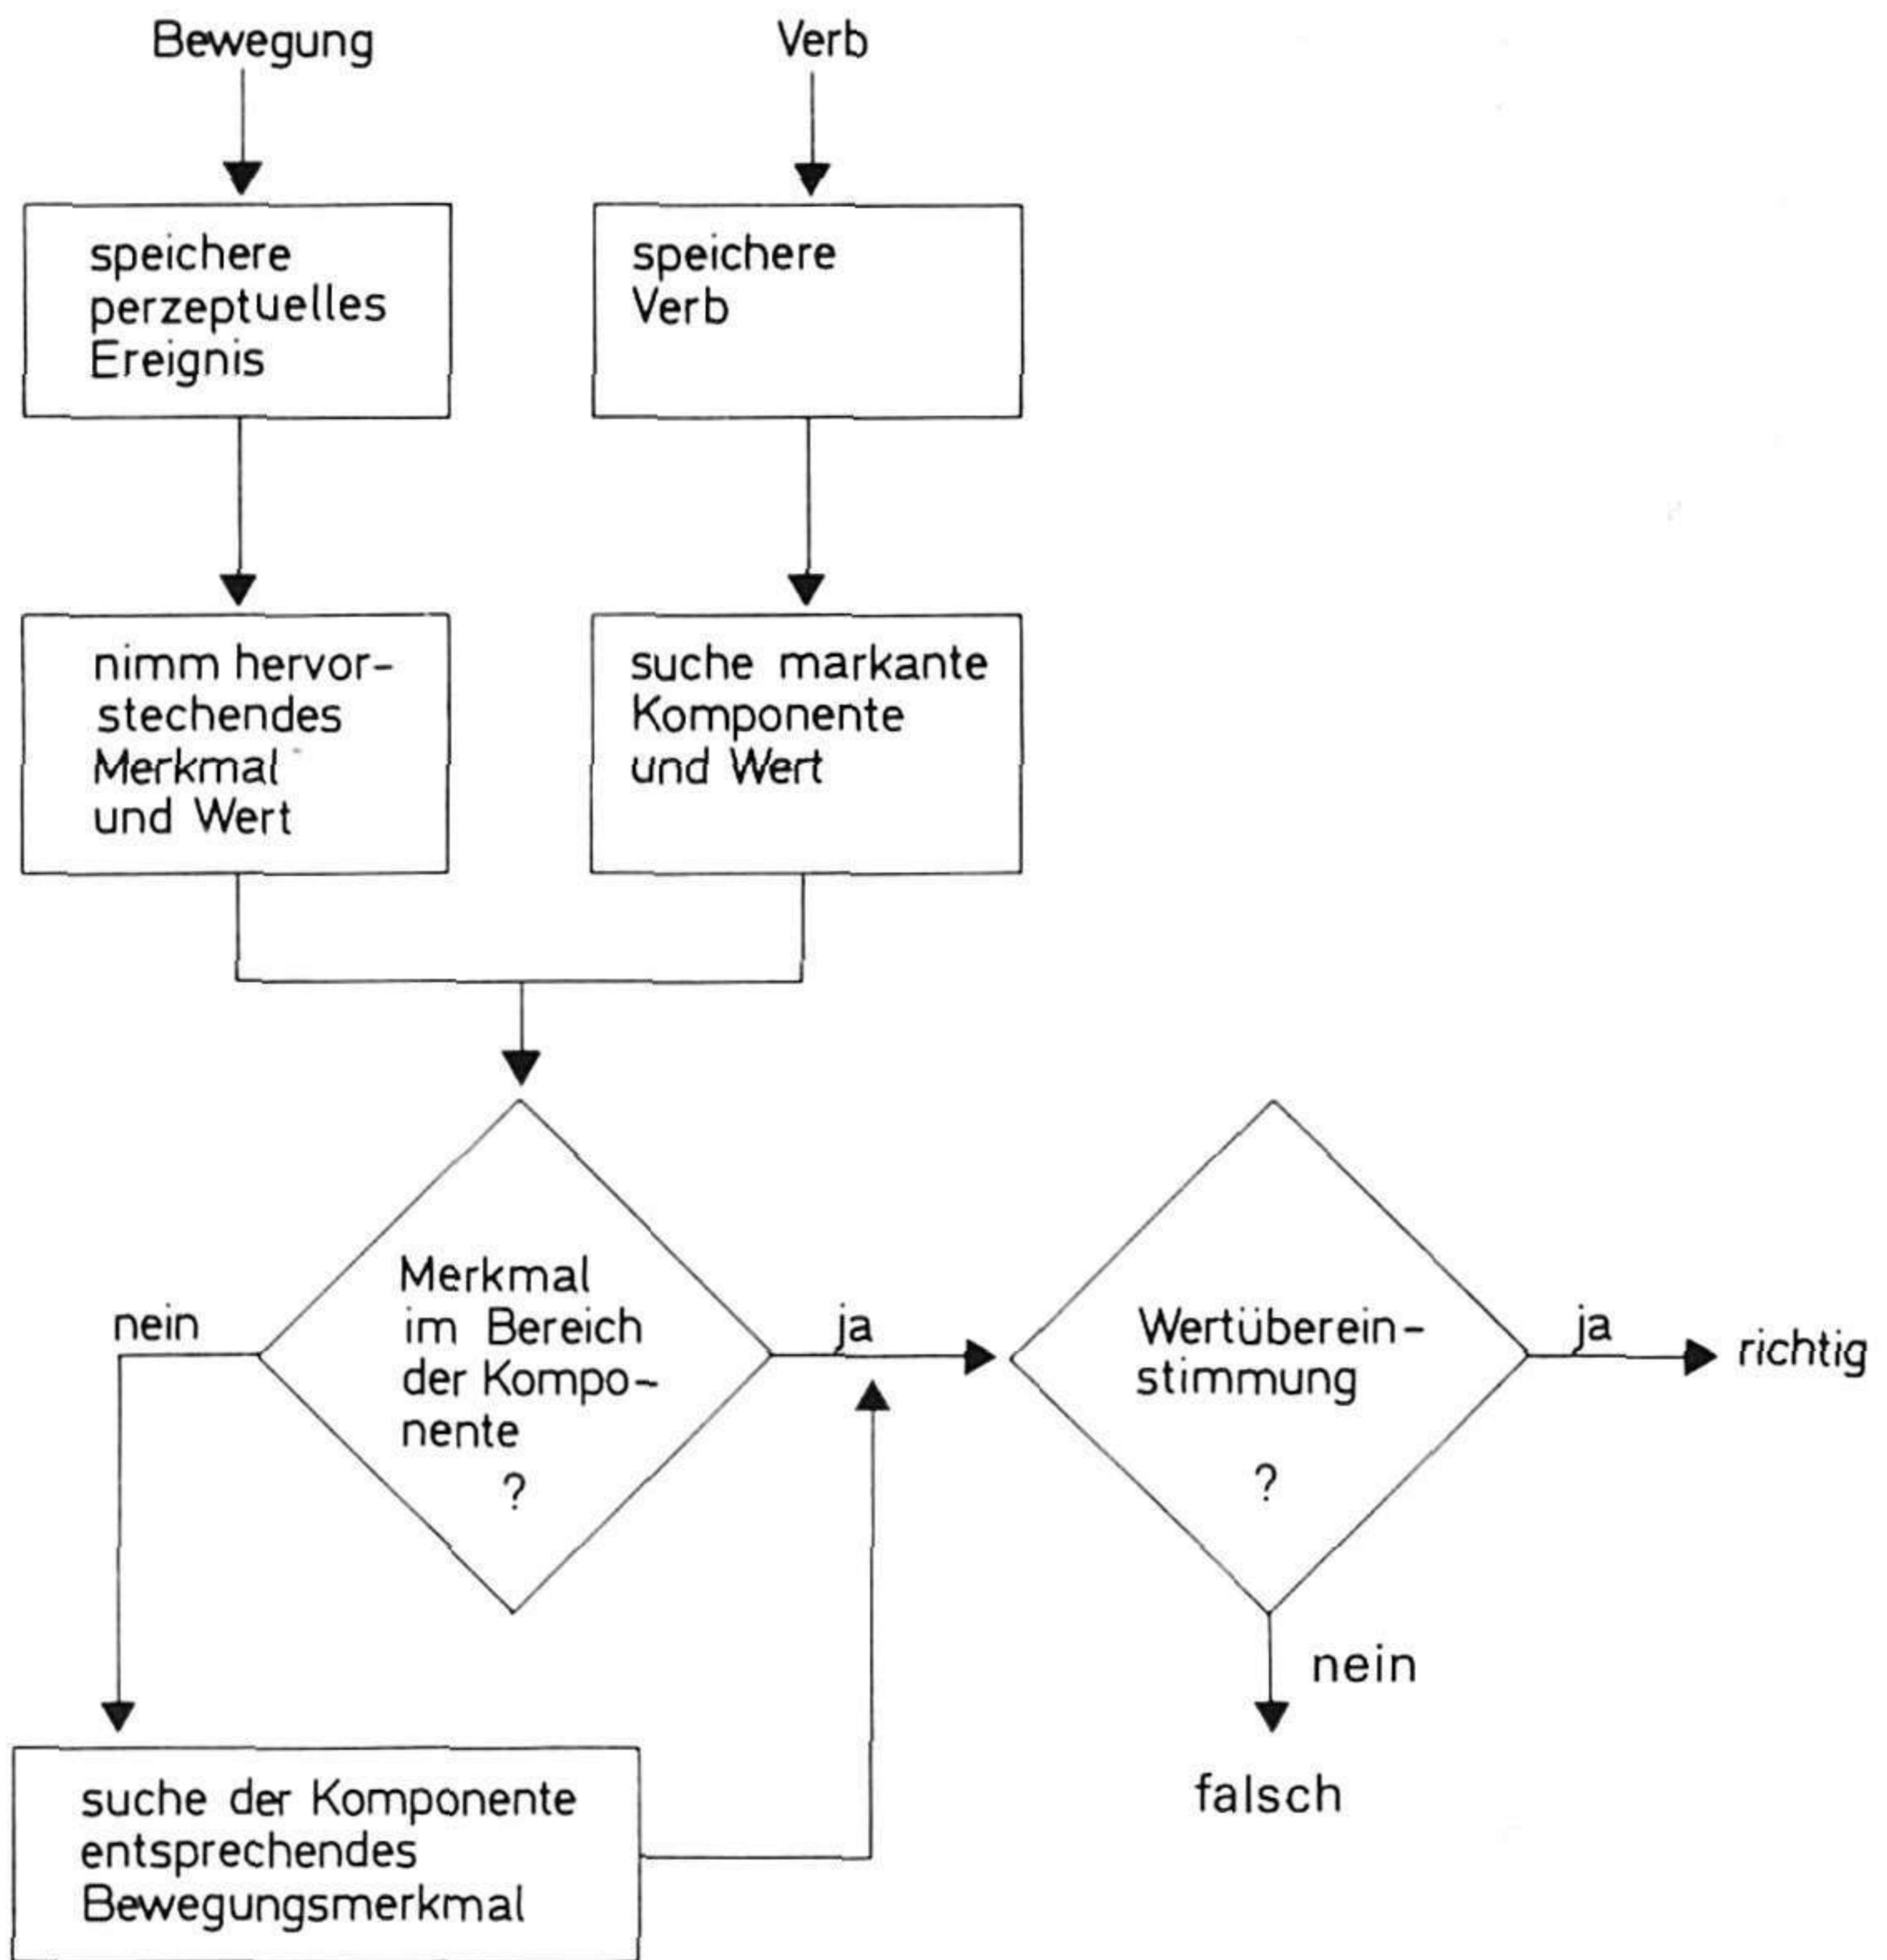 Bewegung
Verb
speichere
perzeptuelles
Ereignis
speichere
Verb
nimm hervor-
stechendes
Merkmal
und Wert
suche markante
Komponente
und Wert
Merkmal
im Bereich
der Kompo-
nente
?
nein
ja
Wertüberein-
stimmung
?
ja
richtig
nein
falsch
suche der Komponente
entsprechendes
Bewegungsmerkmal